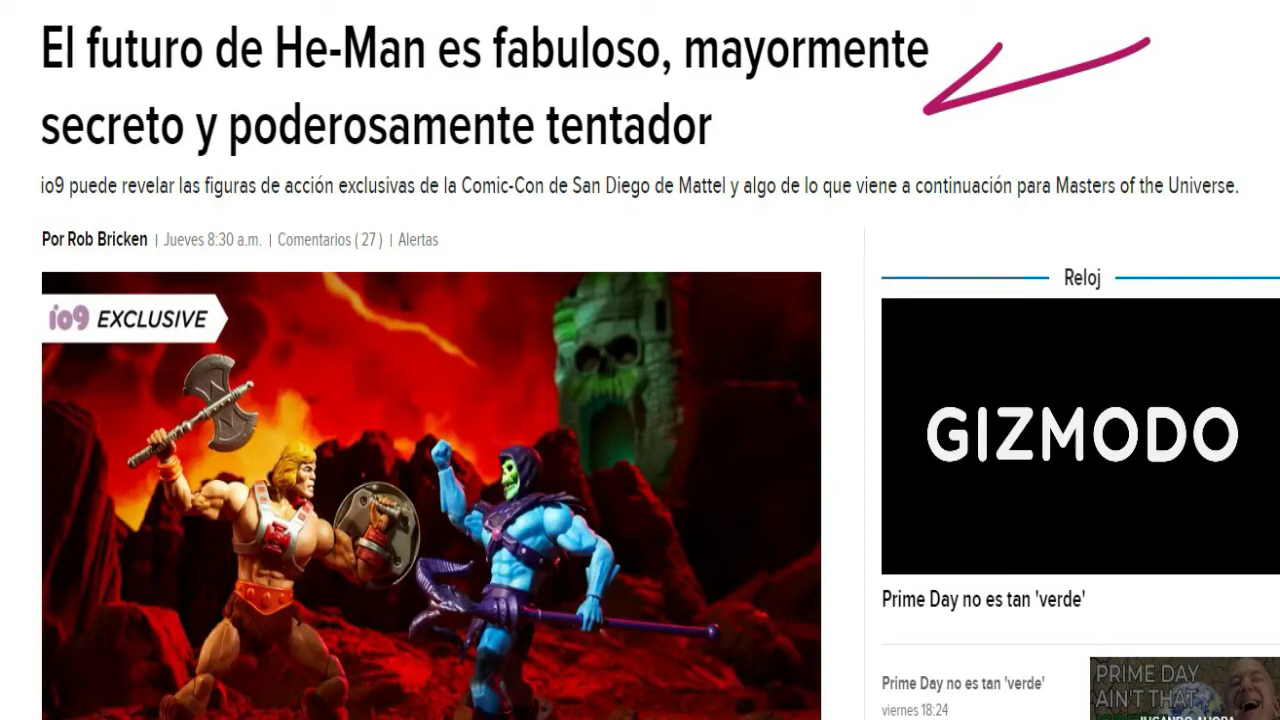 El futuro de He-Man es fabuloso, mayormente
secreto y poderosamente tentador
io9 puede revelar las figuras de acción exclusivas de la Comic-Con de San Diego de Mattel y algo de lo que viene a continuación para Masters of the Universe.
Por Rob Bricken | Jueves 8:30 a.m. | Comentarios ( 27 ) | Alertas
io9 EXCLUSIVE
Reloj
GIZMODO
Prime Day no es tan 'verde'
Prime Day no es tan 'verde'
viernes 18:24
PRIME DAY
AIN'T THAT
JUGANDO AHORA